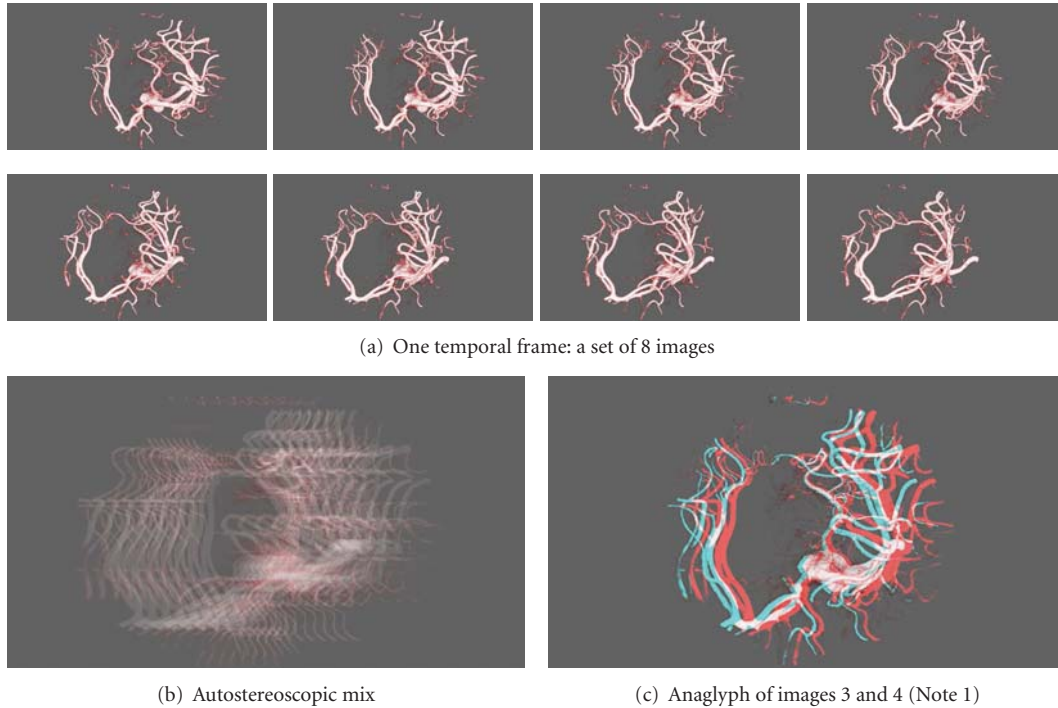 (a) One temporal frame: a set of 8 images
(b) Autostereoscopic mix
(c) Anaglyph of images 3 and 4 (Note 1)